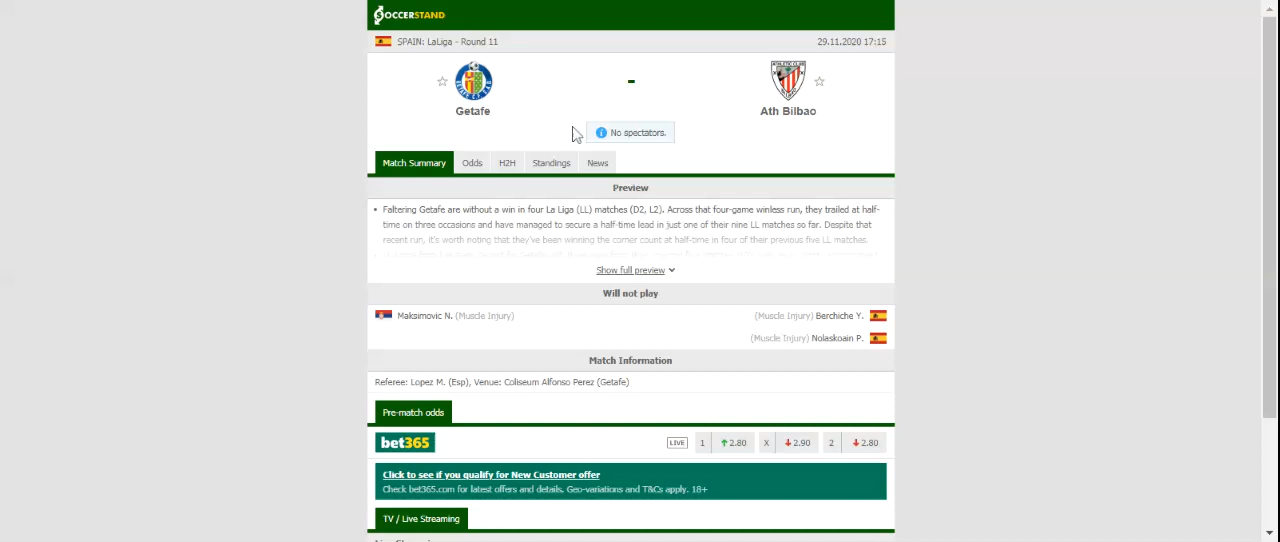 SOCCERSTAND
SPAIN: LaLiga - Round 11 29.11.2020 17:15
-
Getafe Ath Bilbao
No spectators.
Match Summary Odds H2H Standings News
Preview
• Faltering Getafe are without a win in four La Liga (LL) matches (D2, L2). Across that four-game winless run, they trailed at half-
time on three occasions and have managed to secure a half-time lead in just one of their nine LL matches so far. Despite that
recent run, it's worth noting that they've been winning the corner count at half-time in four of their previous five LL matches.
Show full preview
Will not play
Maksimovic N. (Muscle Injury) (Muscle Injury) Berchiche Y.
(Muscle Injury) Nolaskoain P.
Match Information
Referee: Lopez M. (Esp), Venue: Coliseum Alfonso Perez (Getafe)
Pre-match odds
bet365 LIVE 1 2.80 X 2.90 2 2.80
Click to see if you qualify for New Customer offer
Check bet365.com for latest offers and details. Geo-variations and T&Cs apply. 18+
TV / Live Streaming